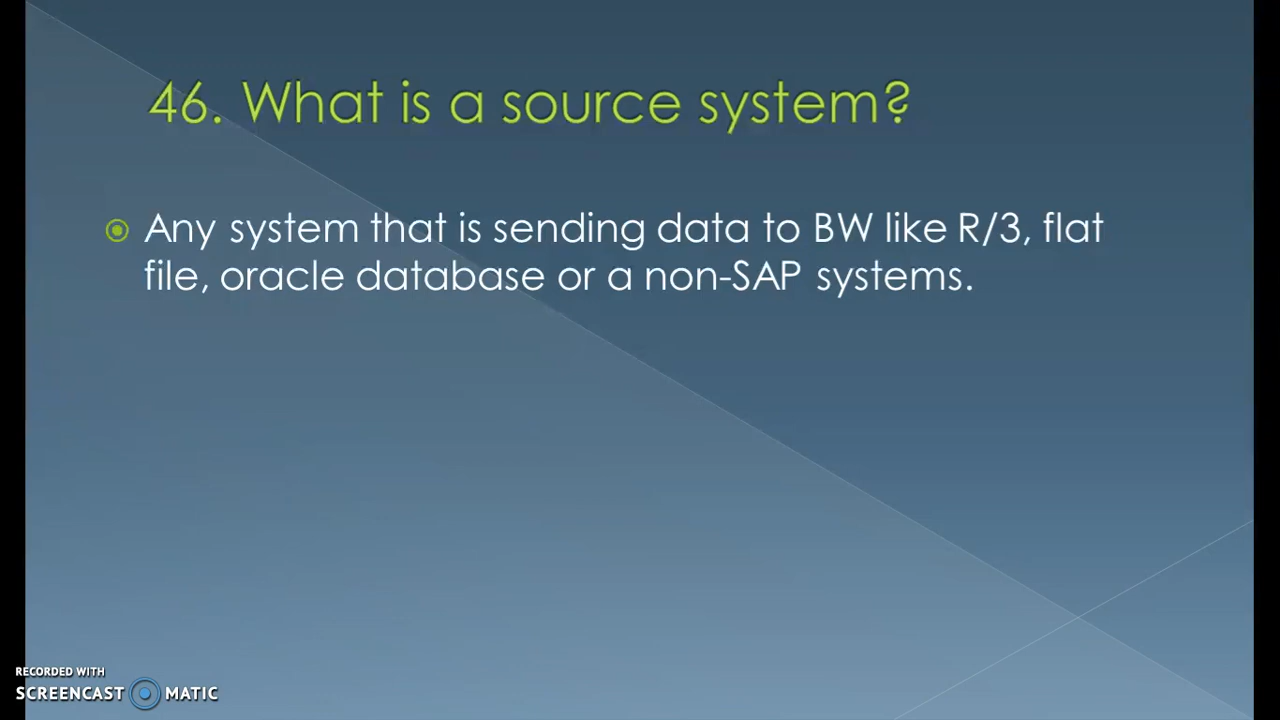 46. What is a source system?
Any system that is sending data to BW like R/3, flat
file, oracle database or a non-SAP systems.
RECORDED WITH
SCREENCAST MATIC